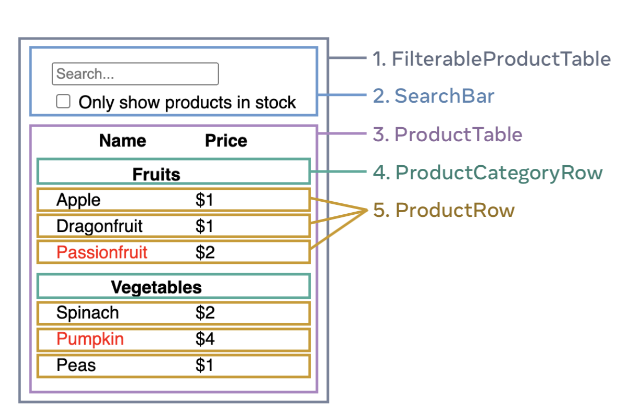 Search...
Only show products in stock
Name Price
Fruits
Apple $1
Dragonfruit $1
Passionfruit $2
Vegetables
Spinach $2
Pumpkin $4
Peas $1
1. FilterableProductTable
2. SearchBar
3. ProductTable
4. ProductCategoryRow
5. ProductRow